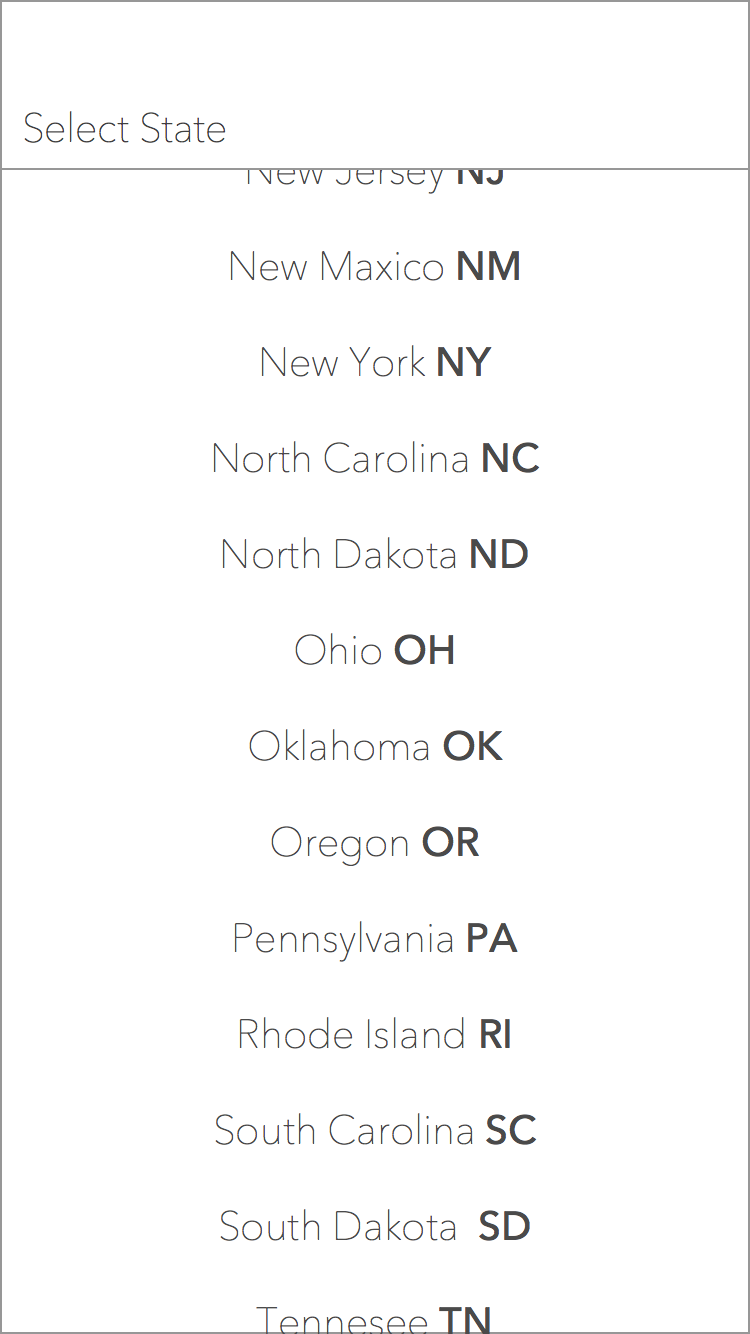 Select State
New Jersey NJ
New Maxico NM
New York NY
North Carolina NC
North Dakota ND
Ohio OH
Oklahoma OK
Oregon OR
Pennsylvania PA
Rhode Island RI
South Carolina SC
South Dakota SD
Tennesee TN